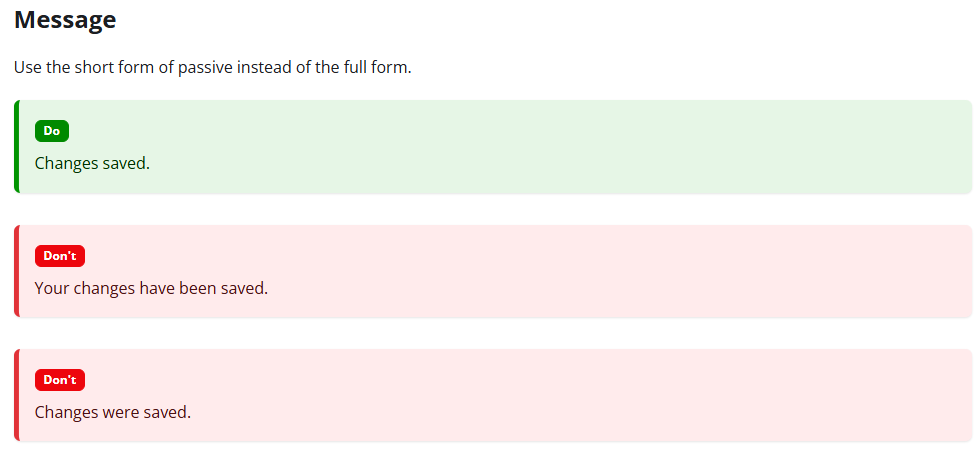 Message
Use the short form of passive instead of the full form.
Do
Changes saved.
Don't
Your changes have been saved.
Don't
Changes were saved.